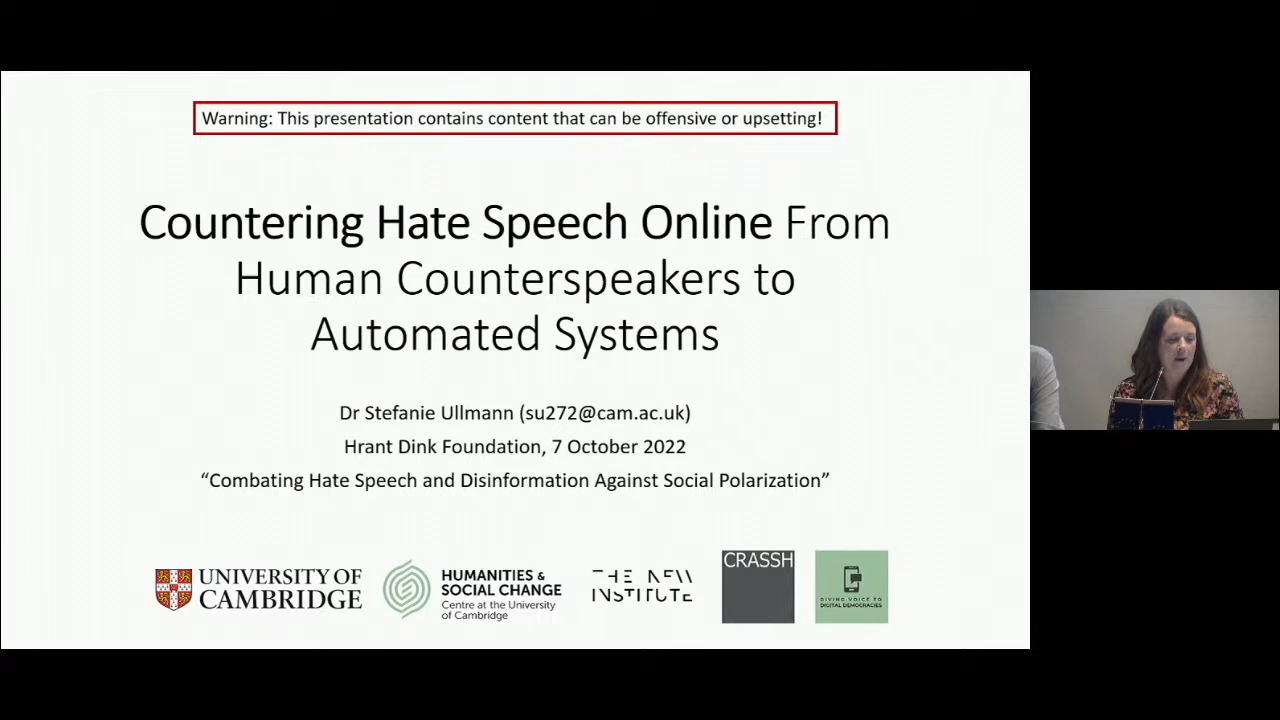 Warning: This presentation contains content that can be offensive or upsetting!
Countering Hate Speech Online From
Human Counterspeakers to
Automated Systems
Dr Stefanie Ullmann (su272@cam.ac.uk)
Hrant Dink Foundation, 7 October 2022
“Combating Hate Speech and Disinformation Against Social Polarization”
UNIVERSITY OF
CAMBRIDGE
HUMANITIES &
SOCIAL CHANGE
Centre at the University
of Cambridge
THE NEW
INSTITUTE
CRASSH
GIVING VOICE TO
DIGITAL DEMOCRACIES